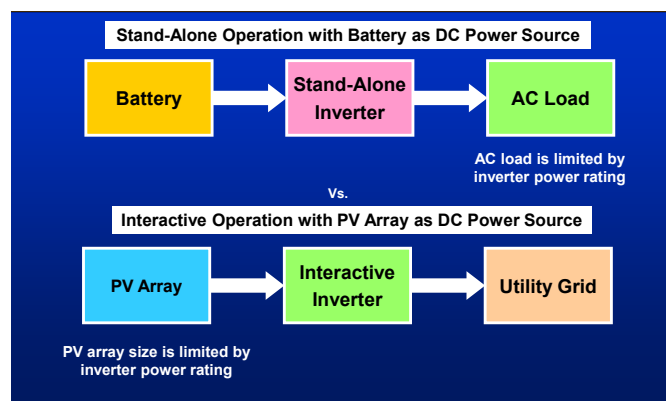 Stand-Alone Operation with Battery as DC Power Source
Battery
Stand-Alone
Inverter
AC Load
AC load is limited by
inverter power rating
Vs.
Interactive Operation with PV Array as DC Power Source
PV Array
Interactive
Inverter
Utility Grid
PV array size is limited by
inverter power rating